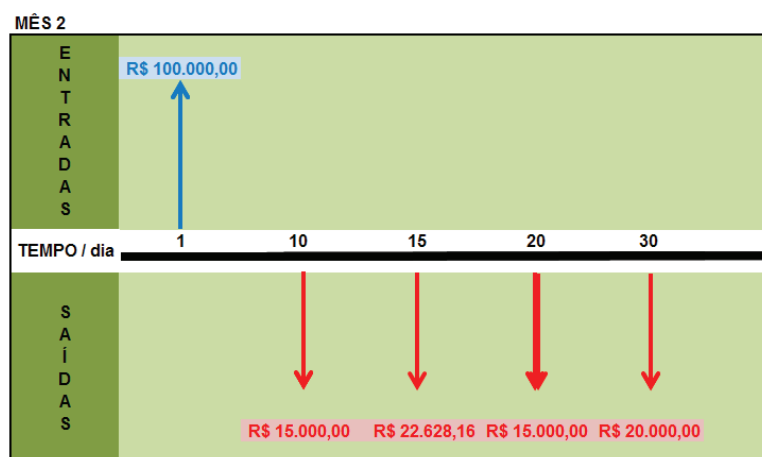 MÊS 2
E
N
T
R
A
D
A
S
R$ 100.000,00
TEMPO / dia
1 10 15 20 30
S
A
Í
D
A
S
R$ 15.000,00 R$ 22.628,16 R$ 15.000,00 R$ 20.000,00